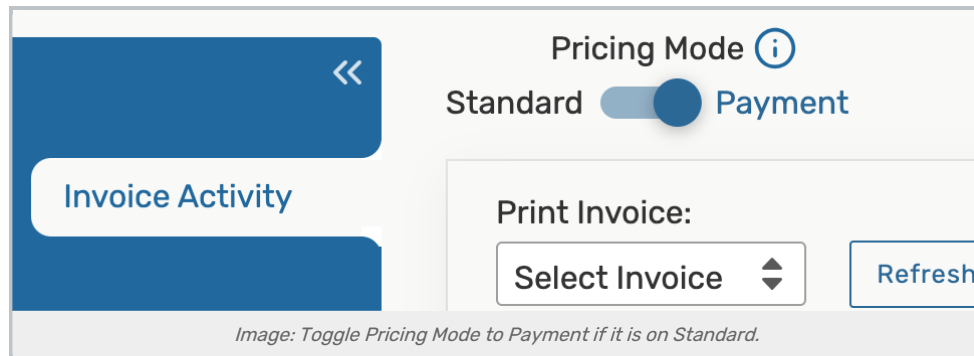 Pricing Mode
Standard Payment
Invoice Activity
Print Invoice:
Select Invoice
Refresh
Image: Toggle Pricing Mode to Payment if it is on Standard.